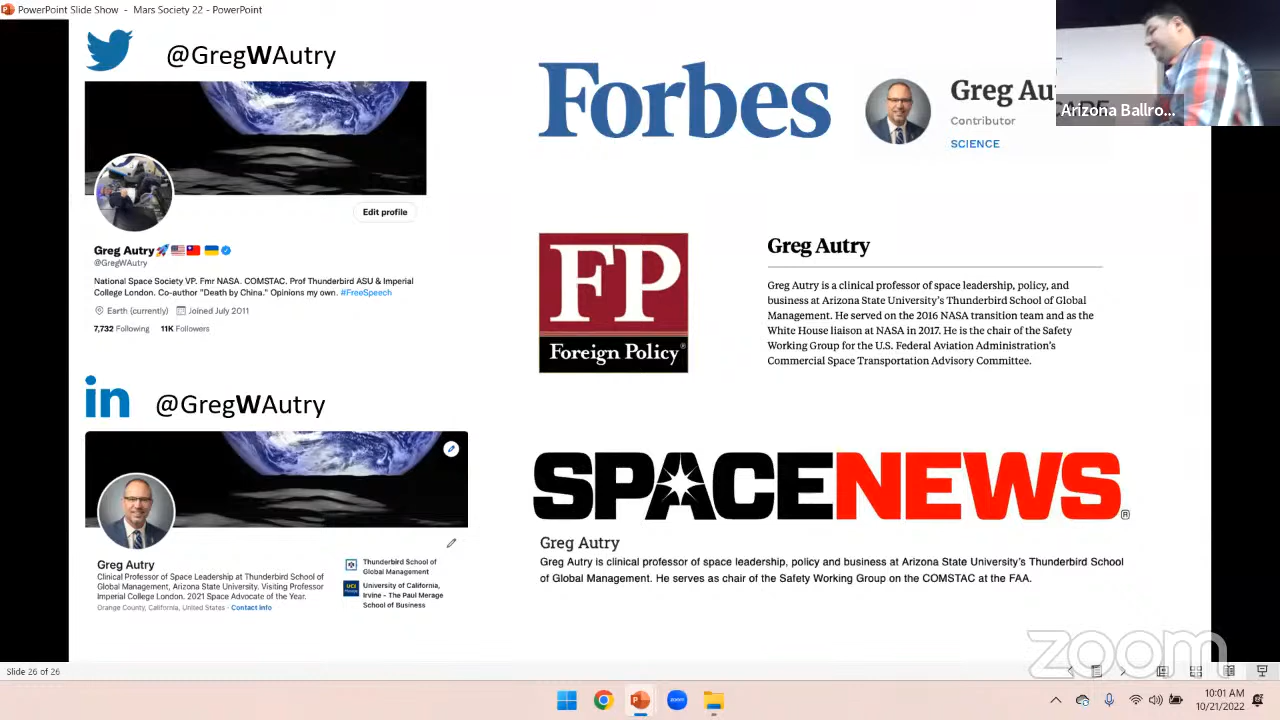 PowerPoint Slide Show - Mars Society 22 - PowerPoint
@GregWAutry
Edit profile
Greg Autry
@GregWAutry
National Space Society VP. Fmr NASA. COMSTAC. Prof Thunderbird ASU & Imperial
College London. Co-author "Death by China." Opinions my own. #FreeSpeech
Earth (currently) Joined July 2011
7,732 Following 11K Followers
in @GregWAutry
Greg Autry
Clinical Professor of Space Leadership at Thunderbird School of
Global Management, Arizona State University. Visiting Professor
Imperial College London. 2021 Space Advocate of the Year.
Orange County, California, United States · Contact info
Thunderbird School of
Global Management
UCI
University of California,
Irvine - The Paul Merage
School of Business
Forbes
Greg Au
Contributor
SCIENCE
Arizona Ballro...
FP
Foreign Policy®
Greg Autry
Greg Autry is a clinical professor of space leadership, policy, and
business at Arizona State University’s Thunderbird School of Global
Management. He served on the 2016 NASA transition team and as the
White House liaison at NASA in 2017. He is the chair of the Safety
Working Group for the U.S. Federal Aviation Administration’s
Commercial Space Transportation Advisory Committee.
SPACENEWS®
Greg Autry
Greg Autry is clinical professor of space leadership, policy and business at Arizona State University’s Thunderbird School
of Global Management. He serves as chair of the Safety Working Group on the COMSTAC at the FAA.
zoom
Slide 26 of 26
zoom
10:01 AM